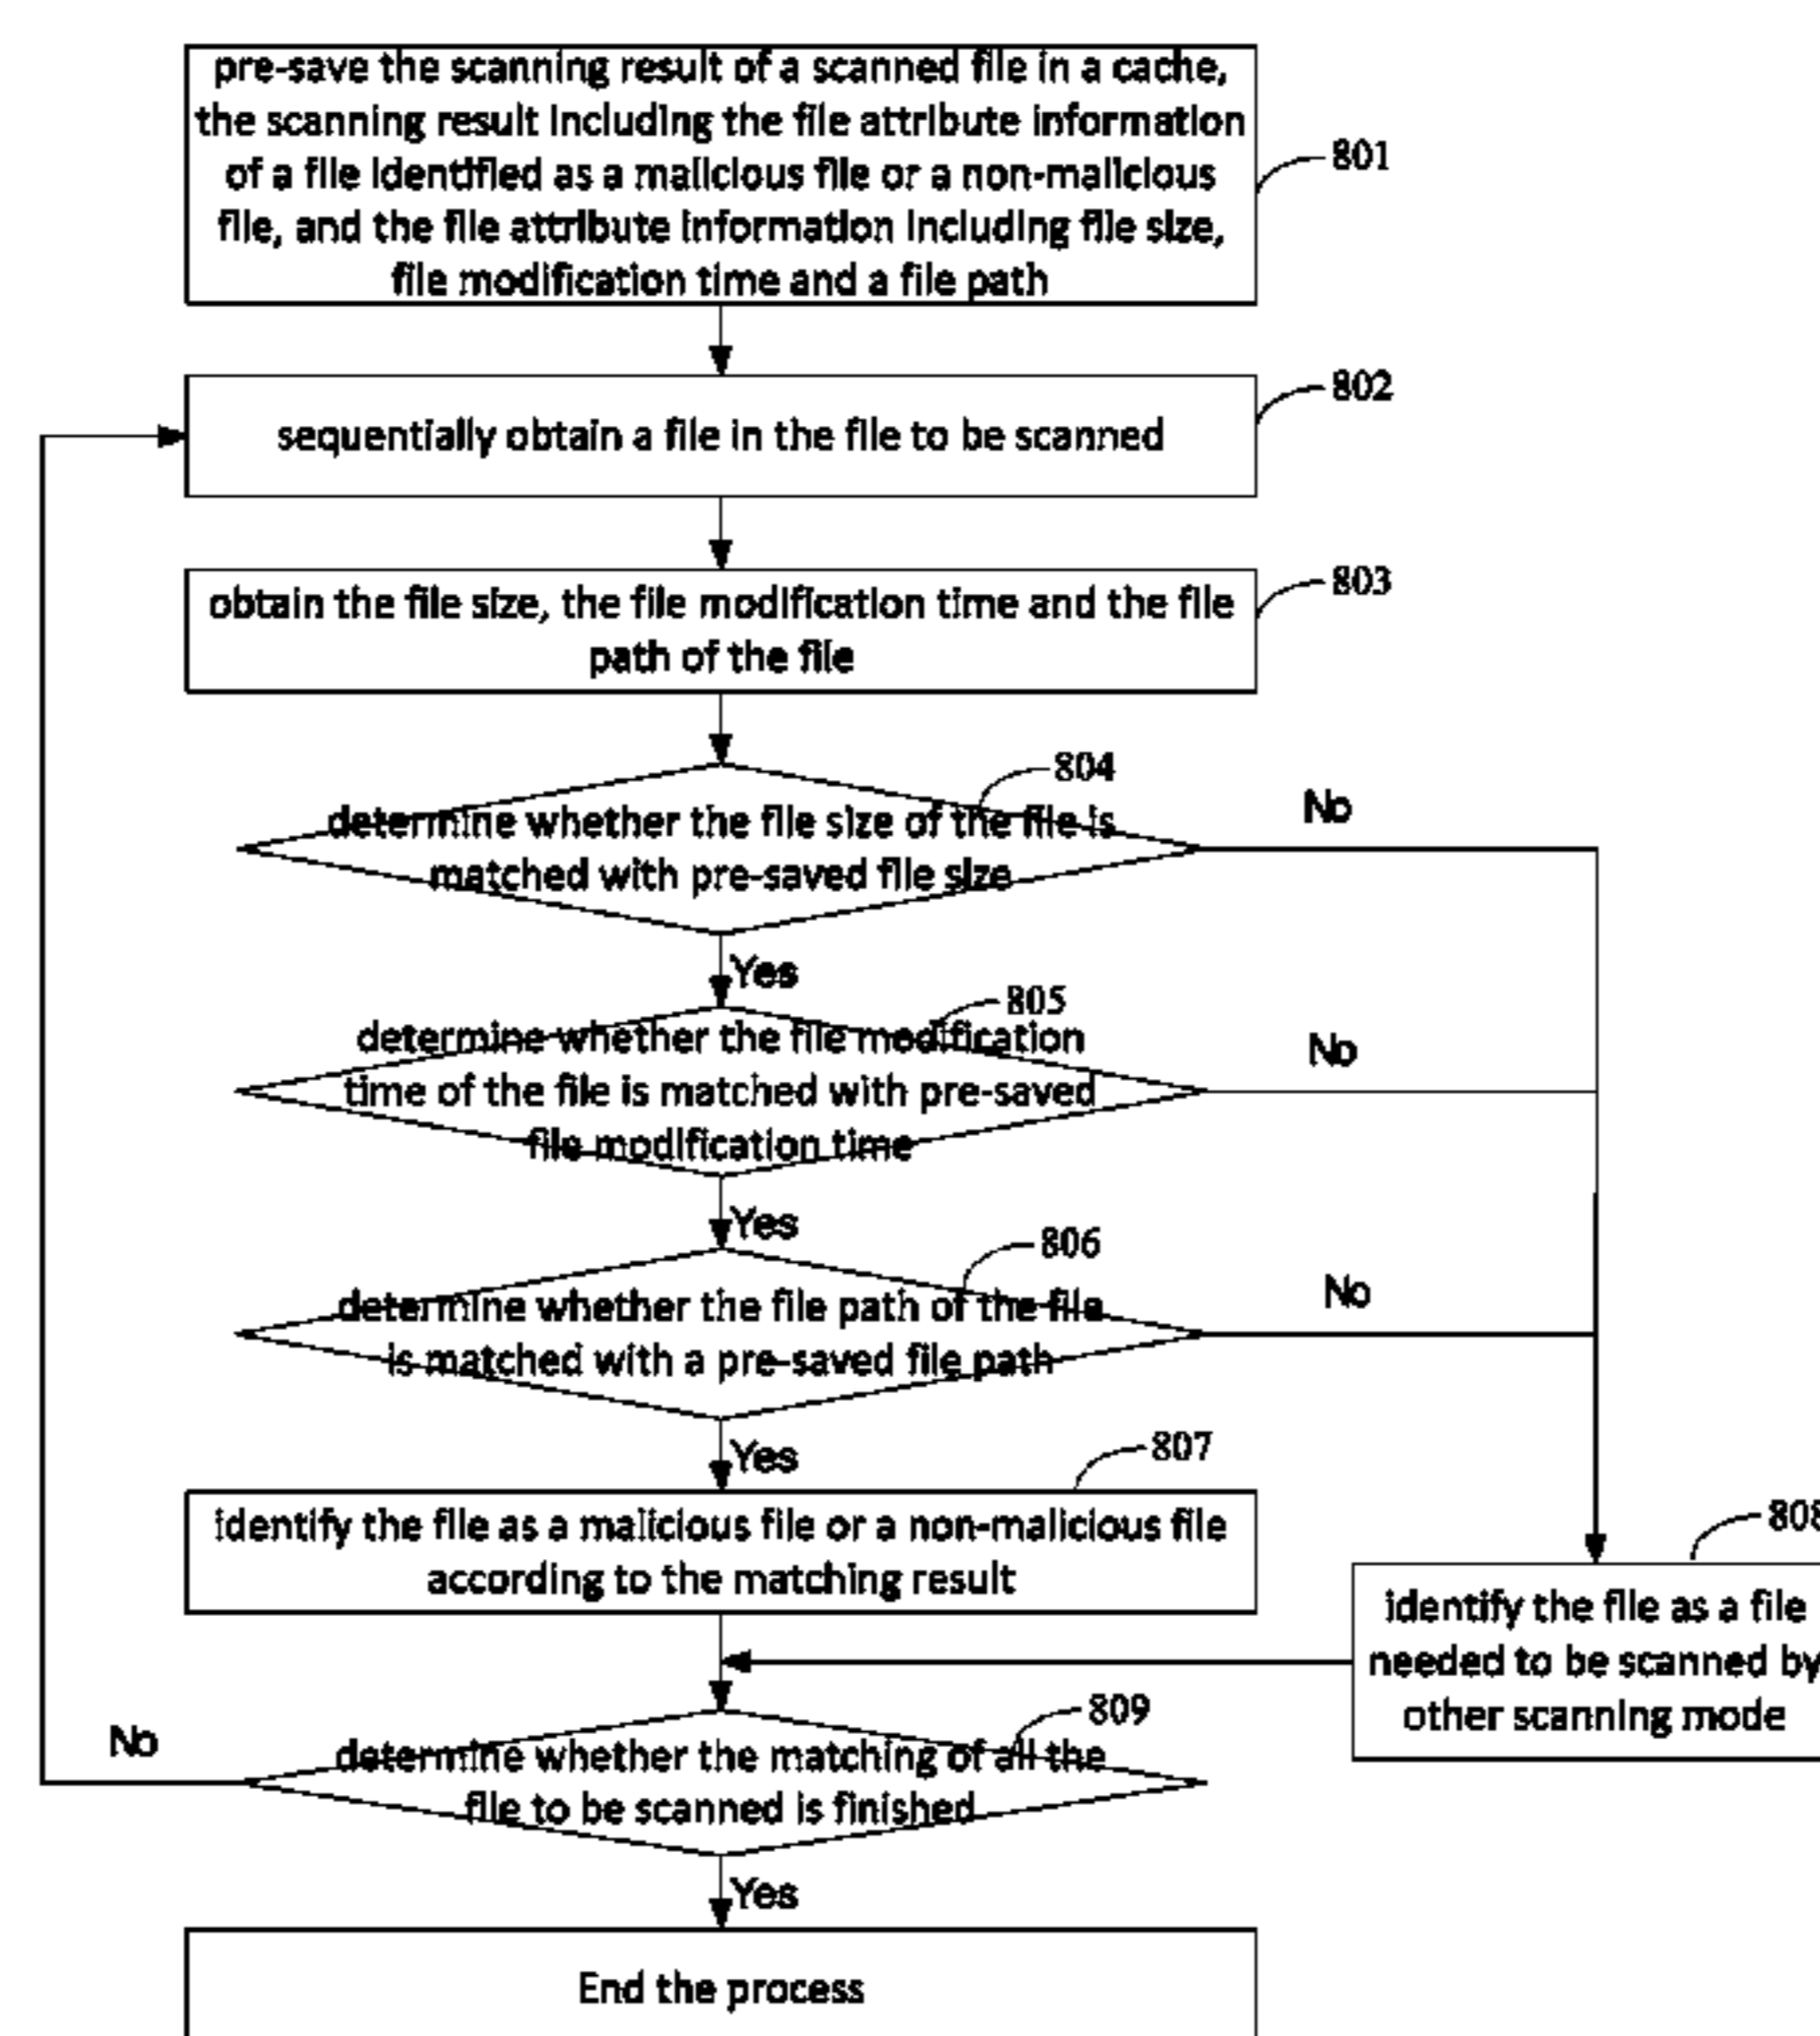 pre-save the scanning result of a scanned file in a cache,
the scanning result including the file attribute information
of a file identified as a malicious file or a non-malicious
file, and the file attribute information including file size,
file modification time and a file path
801
802
sequentially obtain a file in the file to be scanned
803
obtain the file size, the file modification time and the file
path of the file
804
determine whether the file size of the file is
matched with pre-saved file size
No
Yes
805
determine whether the file modification
time of the file is matched with pre-saved
file modification time
No
Yes
806
determine whether the file path of the file
is matched with a pre-saved file path
No
Yes
807
identify the file as a malicious file or a non-malicious file
according to the matching result
808
identify the file as a file
needed to be scanned by
other scanning mode
809
determine whether the matching of all the
file to be scanned is finished
No
Yes
End the process